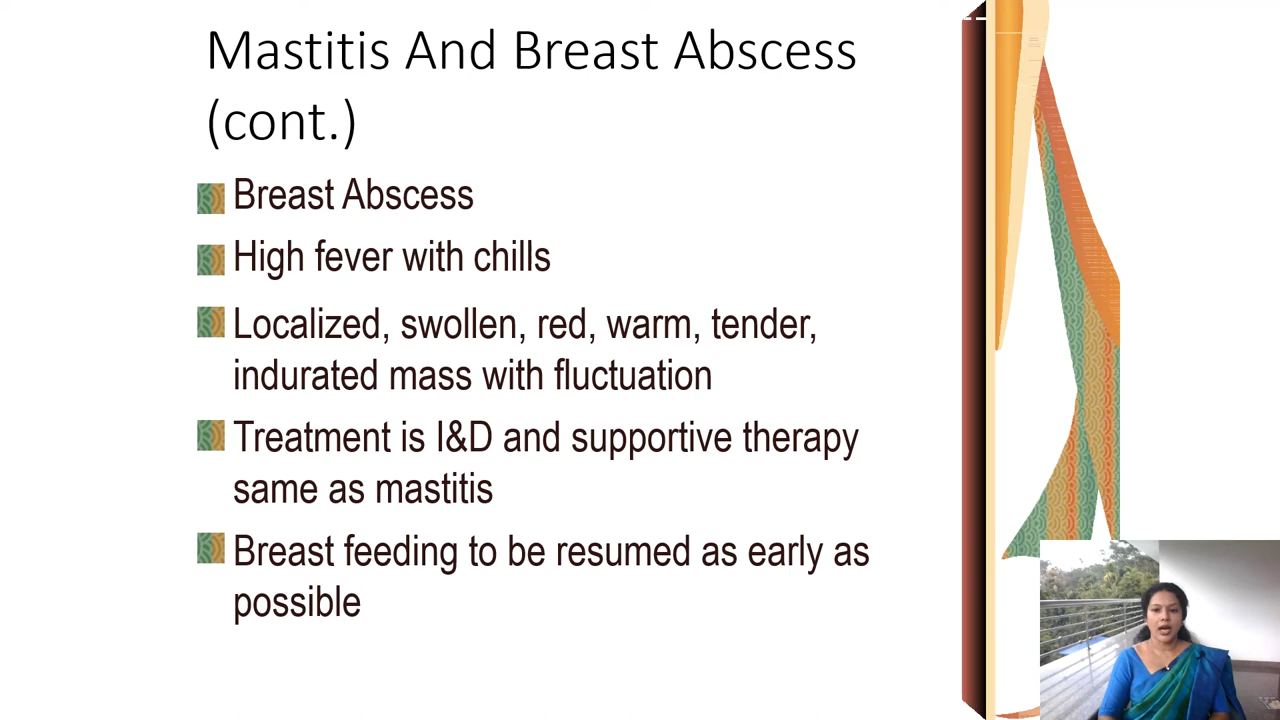 Mastitis And Breast Abscess
(cont.)
Breast Abscess
High fever with chills
Localized, swollen, red, warm, tender,
indurated mass with fluctuation
Treatment is I&D and supportive therapy
same as mastitis
Breast feeding to be resumed as early as
possible